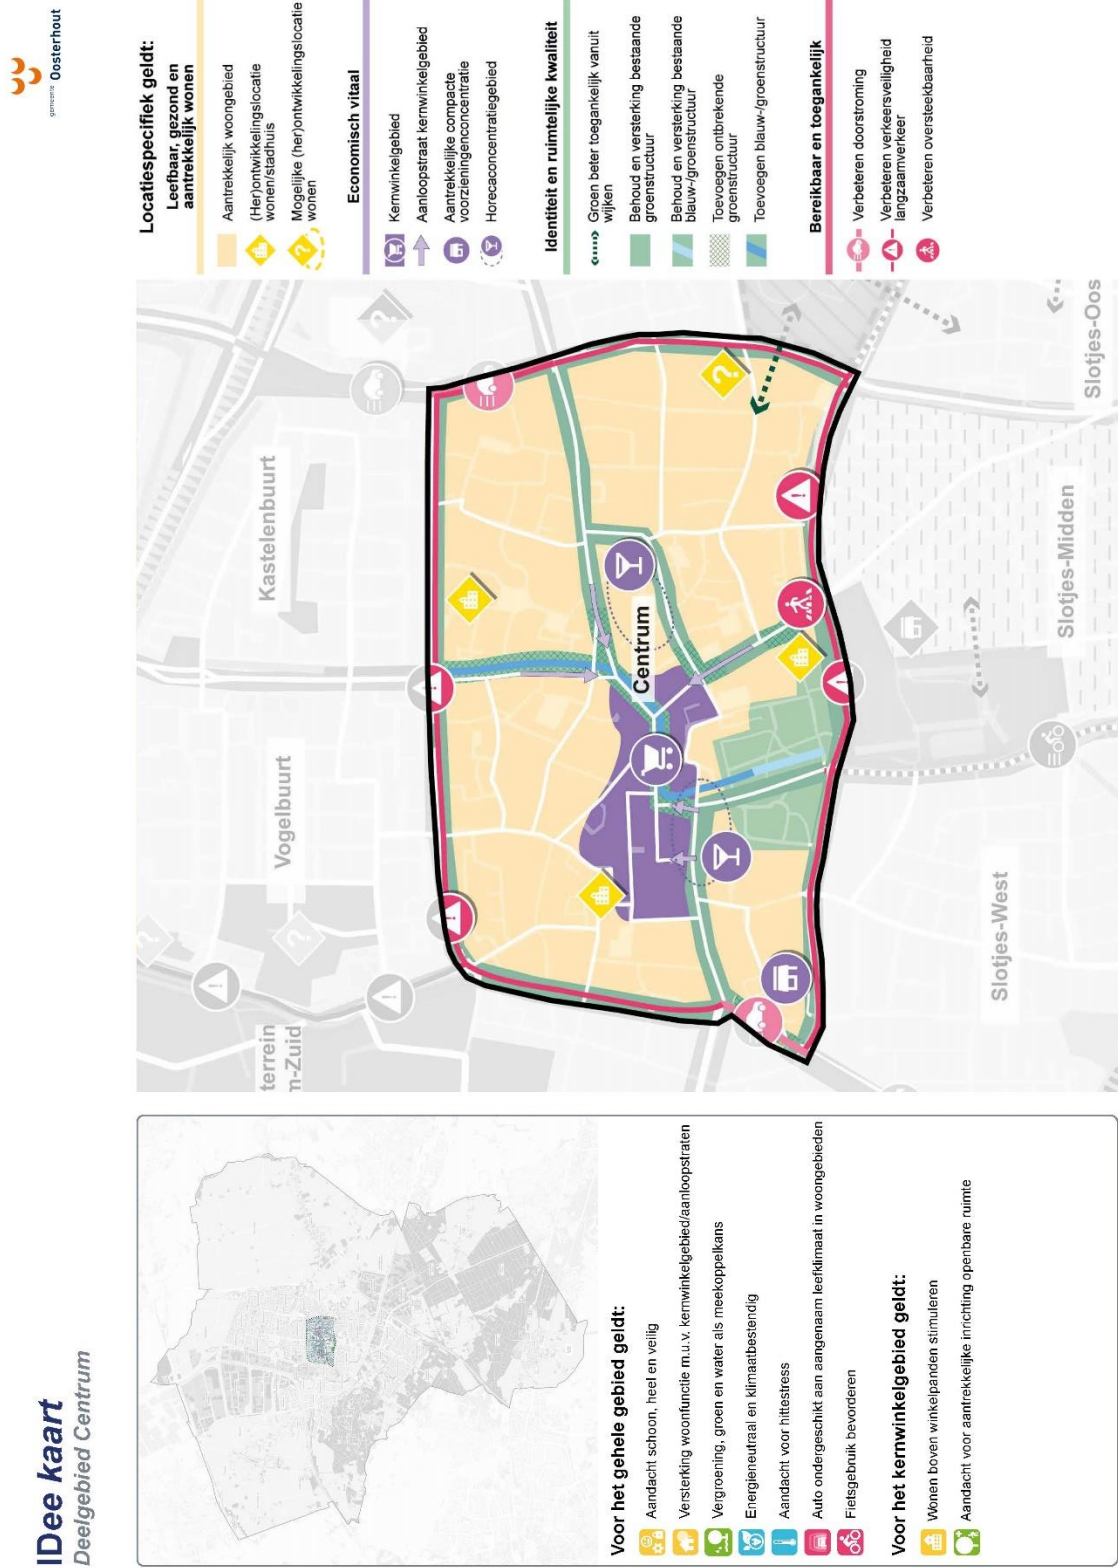 IDee kaart
Deelgebied Centrum
gemeente Oosterhout
Voor het gehele gebied geldt:
Aandacht schoon, heel en veilig
Versterking woonfunctie m.u.v. kernwinkelgebied/aanloopstraten
Vergroening, groen en water als meekoppelkans
Energieneutraal en klimaatbestendig
Aandacht voor hittestress
Auto ondergeschikt aan aangenaam leefklimaat in woongebieden
Fietsgebruik bevorderen
Voor het kernwinkelgebied geldt:
Wonen boven winkelpanden stimuleren
Aandacht voor aantrekkelijke inrichting openbare ruimte
terrein
m-Zuid
Vogelbuurt
Kastelenbuurt
Centrum
Slotjes-West
Slotjes-Midden
Slotjes-Oos
Locatiespecifiek geldt:
Leefbaar, gezond en
aantrekkelijk wonen
Aantrekkelijk woongebied
(Her)ontwikkelingslocatie
wonen/stadhuis
Mogelijke (her)ontwikkelingslocatie
wonen
Economisch vitaal
Kernwinkelgebied
Aanloopstraat kernwinkelgebied
Aantrekkelijke compacte
voorzieningenconcentratie
Horecaconcentratiegebied
Identiteit en ruimtelijke kwaliteit
Groen beter toegankelijk vanuit
wijken
Behoud en versterking bestaande
groenstructuur
Behoud en versterking bestaande
blauw-/groenstructuur
Toevoegen ontbrekende
groenstructuur
Toevoegen blauw-/groenstructuur
Bereikbaar en toegankelijk
Verbeteren doorstroming
Verbeteren verkeersveiligheid
langzaamverkeer
Verbeteren oversteekbaarheid